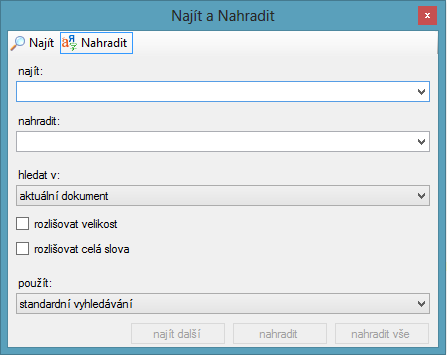 Najít a Nahradit
Najít Nahradit
najít:
nahradit:
hledat v:
aktuální dokument
rozlišovat velikost
rozlišovat celá slova
použít:
standardní vyhledávání
najít další nahradit nahradit vše